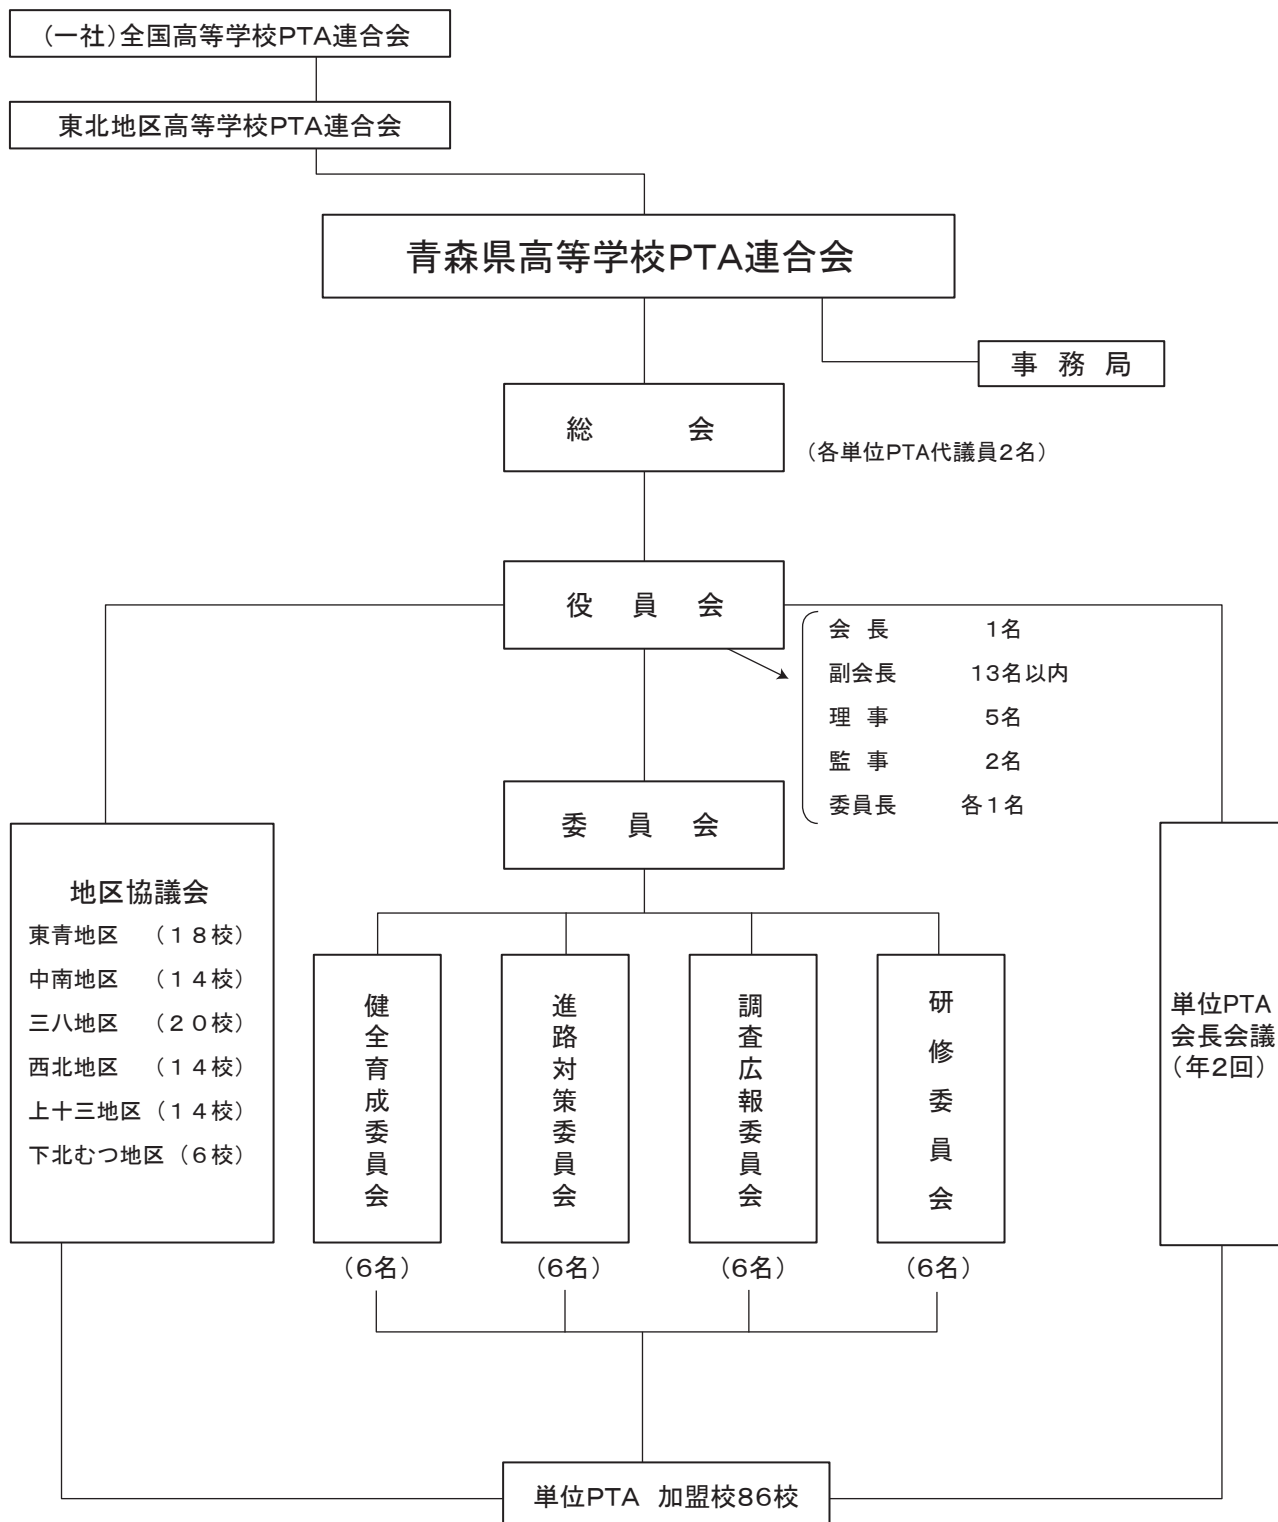 （一社）全国高等学校PTA連合会
東北地区高等学校PTA連合会
青森県高等学校PTA連合会
事　務　局
総　　会
（各単位PTA代議員2名）
役　員　会
会　長　1名
副会長　13名以内
理　事　5名
監　事　2名
委員長　各１名
委　員　会
地区協議会
東青地区　（１８校）
中南地区　（１４校）
三八地区　（２０校）
西北地区　（１４校）
上十三地区（１４校）
下北むつ地区（６校）
健全育成委員会
（6名）
進路対策委員会
（6名）
調査広報委員会
（6名）
研修委員会
（6名）
単位PTA
会長会議
（年2回）
単位PTA　加盟校86校